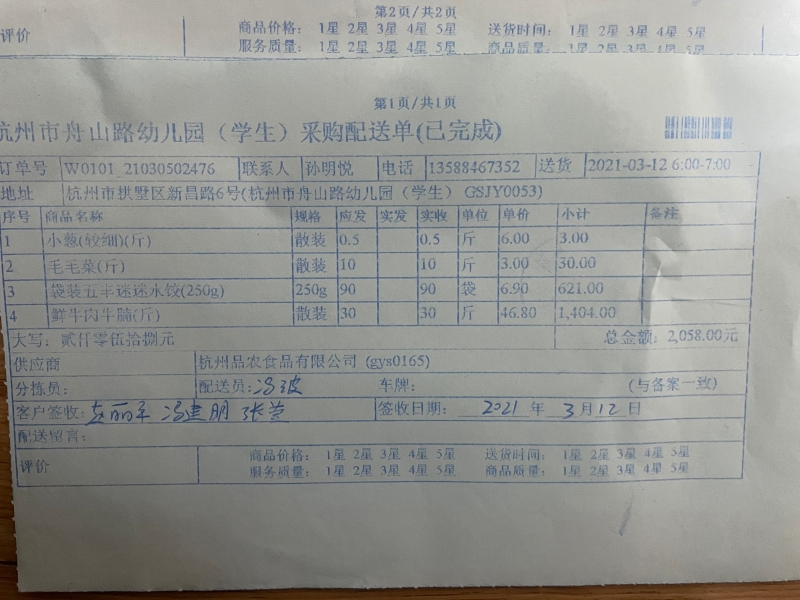 第2页/共2页
评价 商品价格: 1星 2星 3星 4星 5星 送货时间: 1星 2星 3星 4星 5星
服务质量: 1星 2星 3星 4星 5星 商品质量: 1星 2星 3星 4星 5星
第1页/共1页
杭州市舟山路幼儿园（学生）采购配送单(已完成)
订单号 W0101_21030502476 联系人 孙明悦 电话 13588467352 送货 2021-03-12 6:00-7:00
地址 杭州市拱墅区新昌路6号(杭州市舟山路幼儿园（学生） GSJY0053)
序号 商品名称 规格 应发 实发 实收 单位 单价 小计 备注
1 小葱(较细)(斤) 散装 0.5 0.5 斤 6.00 3.00
2 毛毛菜(斤) 散装 10 10 斤 3.00 30.00
3 袋装五丰迷迷水饺(250g) 250g 90 90 袋 6.90 621.00
4 鲜牛肉牛腩(斤) 散装 30 30 斤 46.80 1,404.00
大写: 贰仟零伍拾捌元 总金额: 2,058.00元
供应商 杭州品农食品有限公司 (gys0165)
分拣员: 配送员: 冯波 车牌: (与备案一致)
客户签收: 冯建明 张 签收日期: 2021 年 3月12日
配送留言:
评价 商品价格: 1星 2星 3星 4星 5星 送货时间: 1星 2星 3星 4星 5星
服务质量: 1星 2星 3星 4星 5星 商品质量: 1星 2星 3星 4星 5星